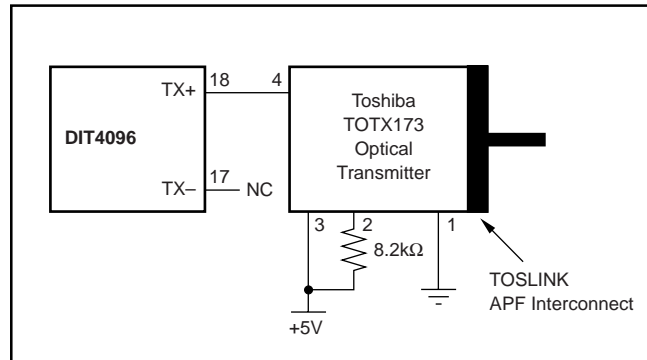 TX+
18
4
DIT4096
TX–
17
NC
Toshiba
TOTX173
Optical
Transmitter
3
2
1
8.2kΩ
+5V
TOSLINK
APF Interconnect